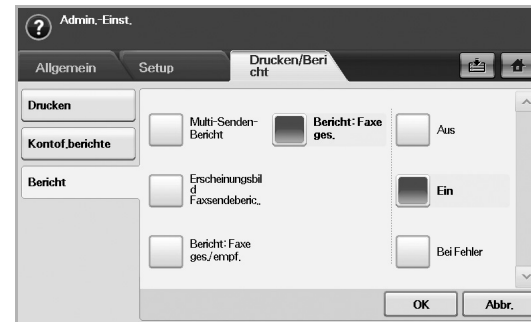 ? Admin.-Einst.
Allgemein
Setup
Drucken/Beri
cht
Drucken
Kontof.berichte
Bericht
Multi-Senden-
Bericht
Bericht: Faxe
ges.
Aus
Erscheinungsbil
d
Faxsendeberic..
Ein
Bericht: Faxe
ges./empf.
Bei Fehler
OK
Abbr.